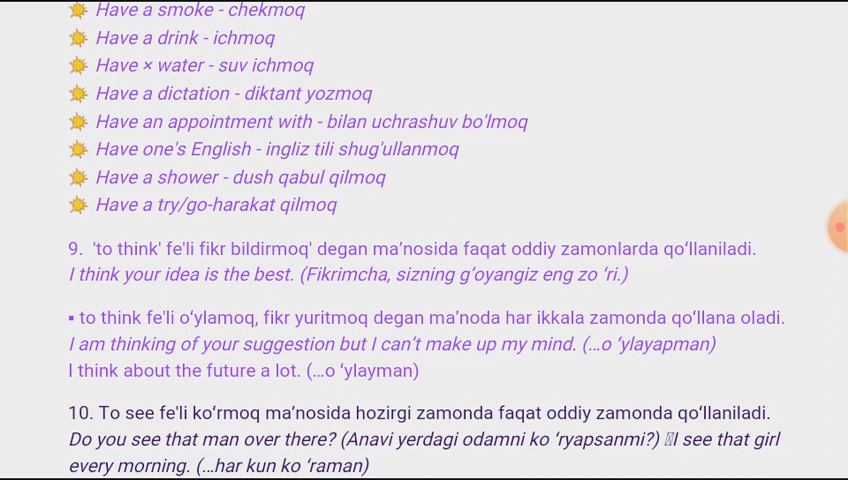 Have a smoke - chekmoq
Have a drink - ichmoq
Have × water - suv ichmoq
Have a dictation - diktant yozmoq
Have an appointment with - bilan uchrashuv bo'lmoq
Have one's English - ingliz tili shug'ullanmoq
Have a shower - dush qabul qilmoq
Have a try/go-harakat qilmoq
9.  'to think' fe'li fikr bildirmoq' degan ma’nosida faqat oddiy zamonlarda qo‘llaniladi.
I think your idea is the best. (Fikrimcha, sizning g’oyangiz eng zo ‘ri.)
▪ to think fe'li o‘ylamoq, fikr yuritmoq degan ma’noda har ikkala zamonda qo‘llana oladi.
I am thinking of your suggestion but I can’t make up my mind. (…o ‘ylayapman)
I think about the future a lot. (…o ‘ylayman)
10. To see fe'li ko‘rmoq ma’nosida hozirgi zamonda faqat oddiy zamonda qo‘llaniladi.
Do you see that man over there? (Anavi yerdagi odamni ko ‘ryapsanmi?) I see that girl
every morning. (…har kun ko ‘raman)